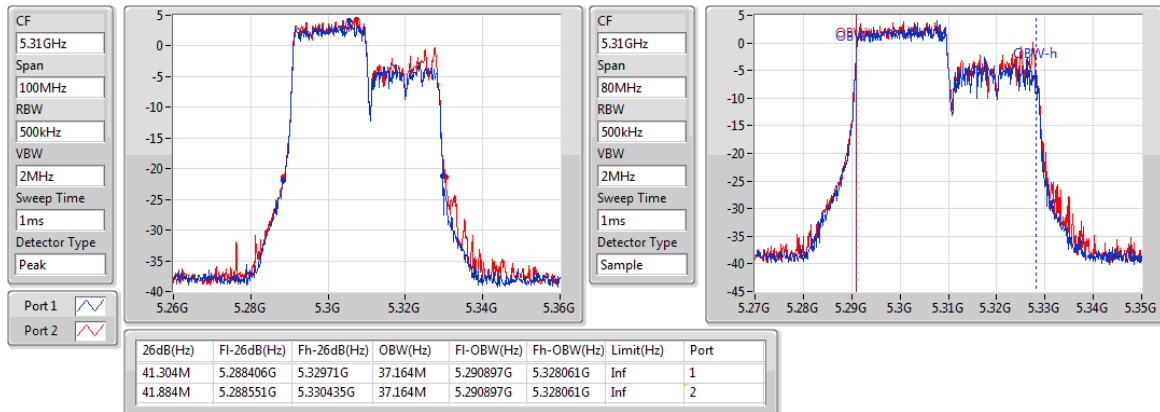 CF
5.31GHz
Span
100MHz
RBW
500kHz
VBW
2MHz
Sweep Time
1ms
Detector Type
Peak
Port 1
Port 2
5
0
-5
-10
-15
-20
-25
-30
-35
-40
5.26G 5.28G 5.3G 5.32G 5.34G 5.36G
CF
5.31GHz
Span
80MHz
RBW
500kHz
VBW
2MHz
Sweep Time
1ms
Detector Type
Sample
5
0
-5
-10
-15
-20
-25
-30
-35
-40
-45
OBW-h
5.27G 5.28G 5.29G 5.3G 5.31G 5.32G 5.33G 5.34G 5.35G
26dB(Hz) Fl-26dB(Hz) Fh-26dB(Hz) OBW(Hz) Fl-OBW(Hz) Fh-OBW(Hz) Limit(Hz) Port
41.304M 5.288406G 5.32971G 37.164M 5.290897G 5.328061G Inf 1
41.884M 5.288551G 5.330435G 37.164M 5.290897G 5.328061G Inf 2